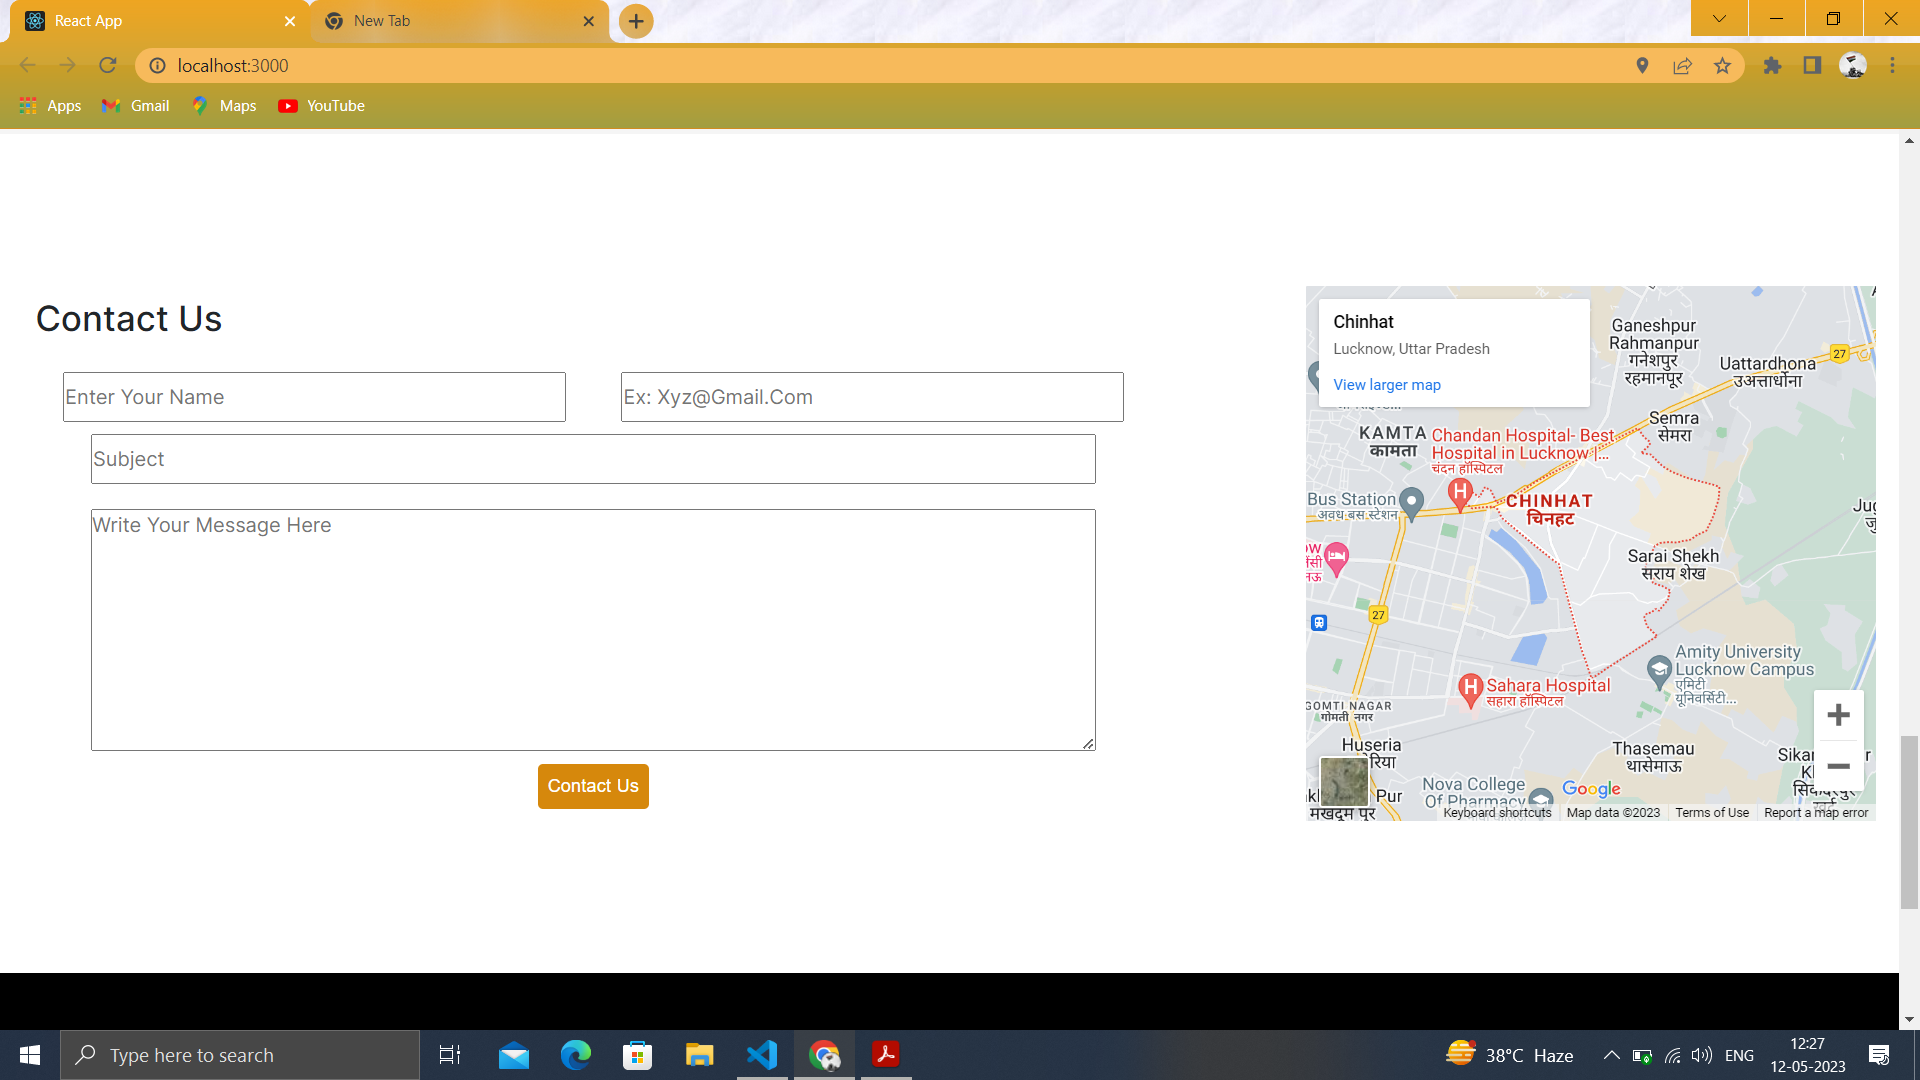 React App
New Tab
localhost:3000
Apps
Gmail
Maps
YouTube
Contact Us
Enter Your Name
Ex: Xyz@Gmail.Com
Subject
Write Your Message Here
Contact Us
Chinhat
Lucknow, Uttar Pradesh
View larger map
Ganeshpur
Rahmanpur
गनेशपुर
रहमानपूर
Uattardhona
उअत्तार्धोना
27
Semra
सेमरा
KAMTA
कामता
Chandan Hospital- Best
Hospital in Lucknow |...
चंदन हॉस्पिटल
Bus Station
अवध बस स्टेशन
CHINHAT
चिनहट
Sarai Shekh
सराय शेख
27
Amity University
Lucknow Campus
एमिटी
यूनिवर्सिटी...
Sahara Hospital
सहारा हॉस्पिटल
GOMTI NAGAR
गोमती नगर
Huseria
Thasemau
थासेमाऊ
Nova College
Of Pharmacy
Pur
मखदूम पुर
Google
Keyboard shortcuts
Map data ©2023
Terms of Use
Report a map error
Type here to search
38°C Haze
ENG
12:27
12-05-2023